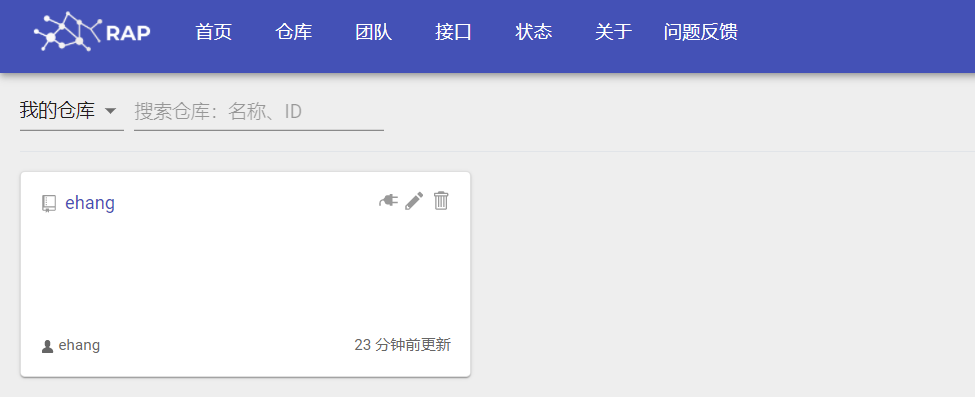 RAP 首页 仓库 团队 接口 状态 关于 问题反馈
我的仓库 搜索仓库：名称、ID
ehang
ehang 23 分钟前更新